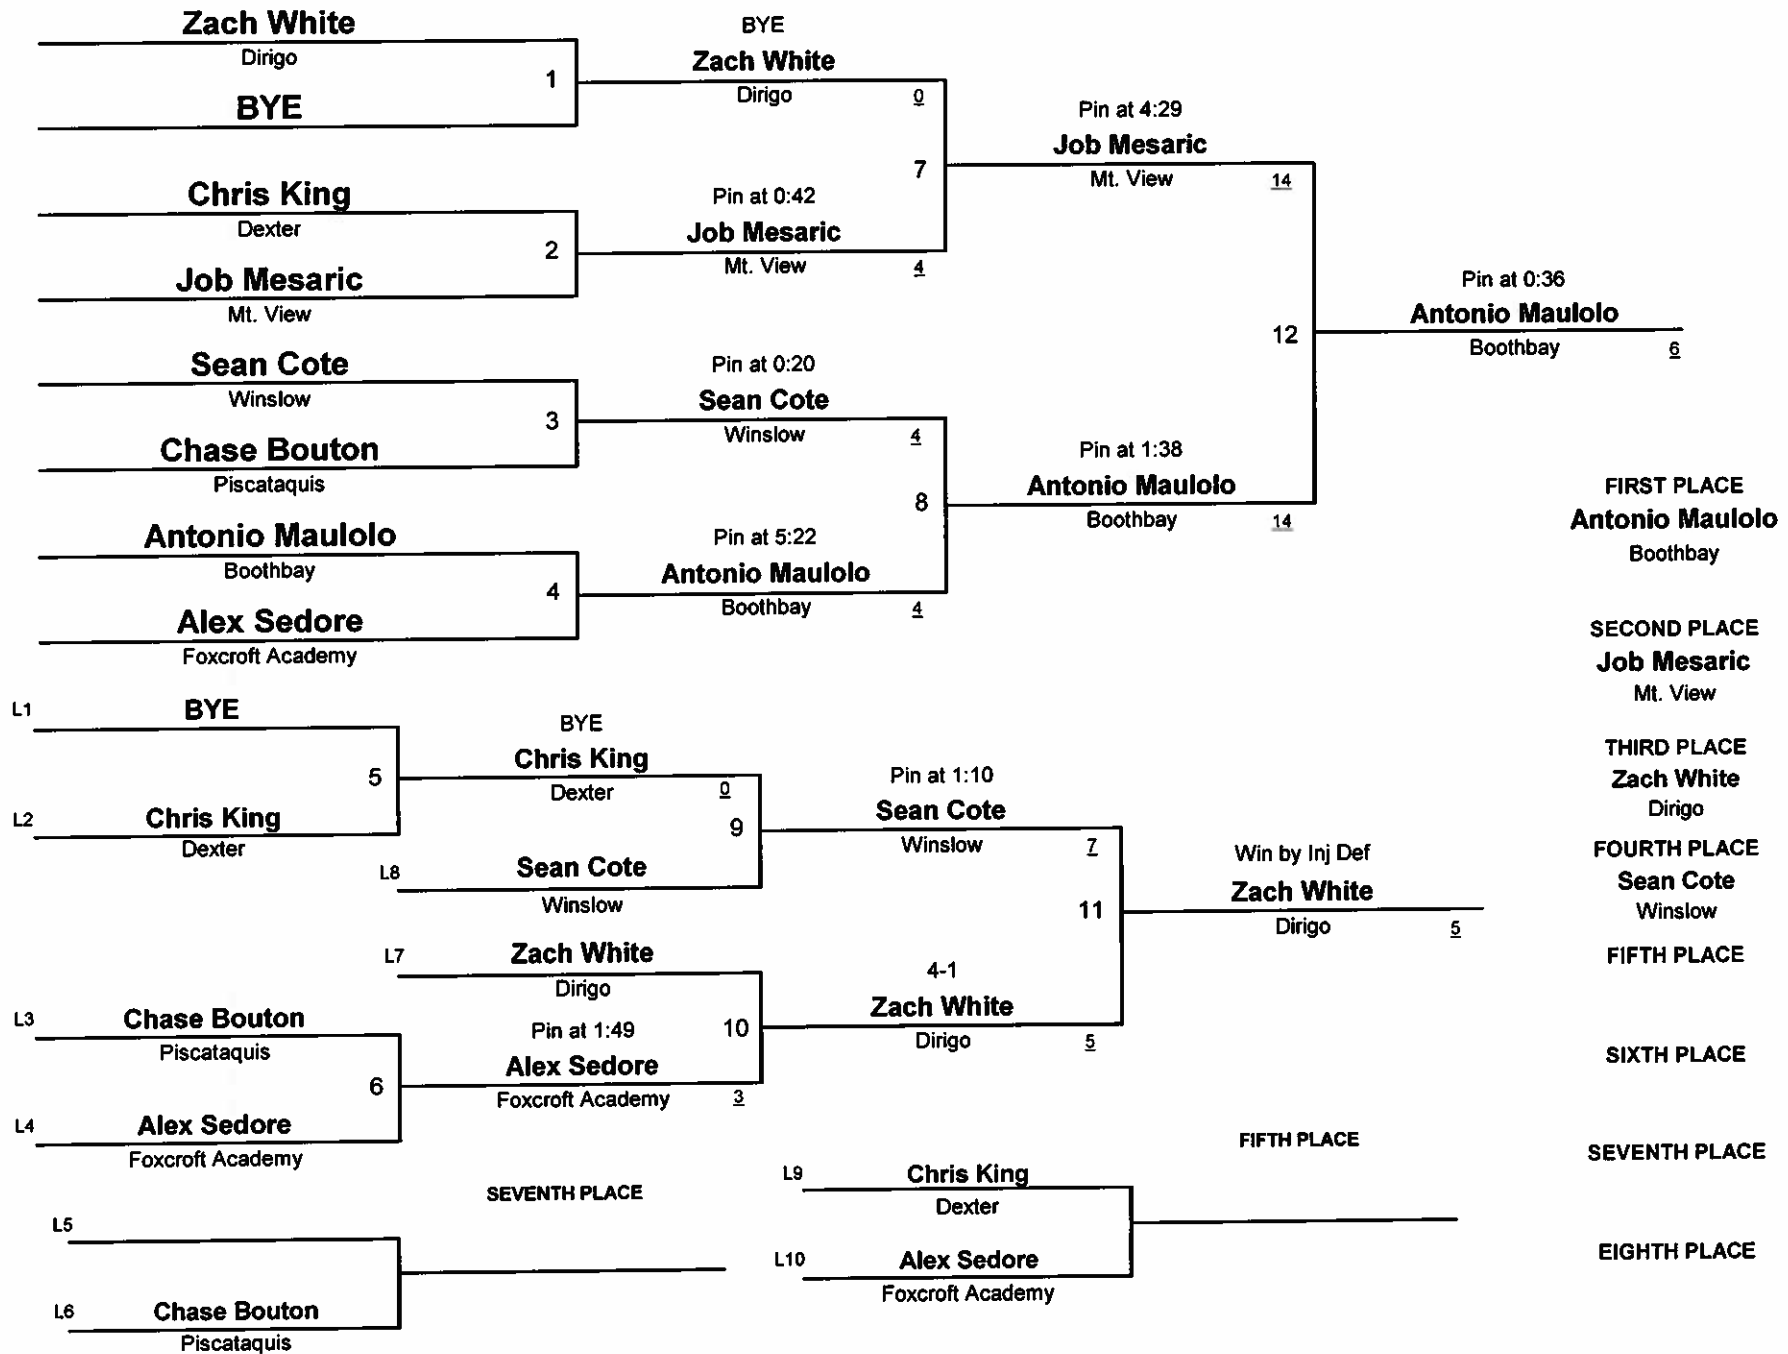 Zach White
Dirigo
1
BYE
BYE
Zach White
Dirigo
0
Chris King
Dexter
2
Job Mesaric
Mt. View
Pin at 0:42
Job Mesaric
Mt. View
4
7
Pin at 4:29
Job Mesaric
Mt. View
14
Sean Cote
Winslow
3
Chase Bouton
Piscataquis
Pin at 0:20
Sean Cote
Winslow
4
Antonio Maulolo
Boothbay
4
Alex Sedore
Foxcroft Academy
Pin at 5:22
Antonio Maulolo
Boothbay
4
8
Pin at 1:38
Antonio Maulolo
Boothbay
14
12
Pin at 0:36
Antonio Maulolo
Boothbay
6
L1
BYE
5
L2
Chris King
Dexter
BYE
Chris King
Dexter
0
9
L8
Sean Cote
Winslow
Pin at 1:10
Sean Cote
Winslow
7
L7
Zach White
Dirigo
L3
Chase Bouton
Piscataquis
6
L4
Alex Sedore
Foxcroft Academy
Pin at 1:49
Alex Sedore
Foxcroft Academy
3
10
4-1
Zach White
Dirigo
5
11
Win by Inj Def
Zach White
Dirigo
5
SEVENTH PLACE
L5
L6
Chase Bouton
Piscataquis
FIFTH PLACE
L9
Chris King
Dexter
L10
Alex Sedore
Foxcroft Academy
FIRST PLACE
Antonio Maulolo
Boothbay
SECOND PLACE
Job Mesaric
Mt. View
THIRD PLACE
Zach White
Dirigo
FOURTH PLACE
Sean Cote
Winslow
FIFTH PLACE
SIXTH PLACE
SEVENTH PLACE
EIGHTH PLACE